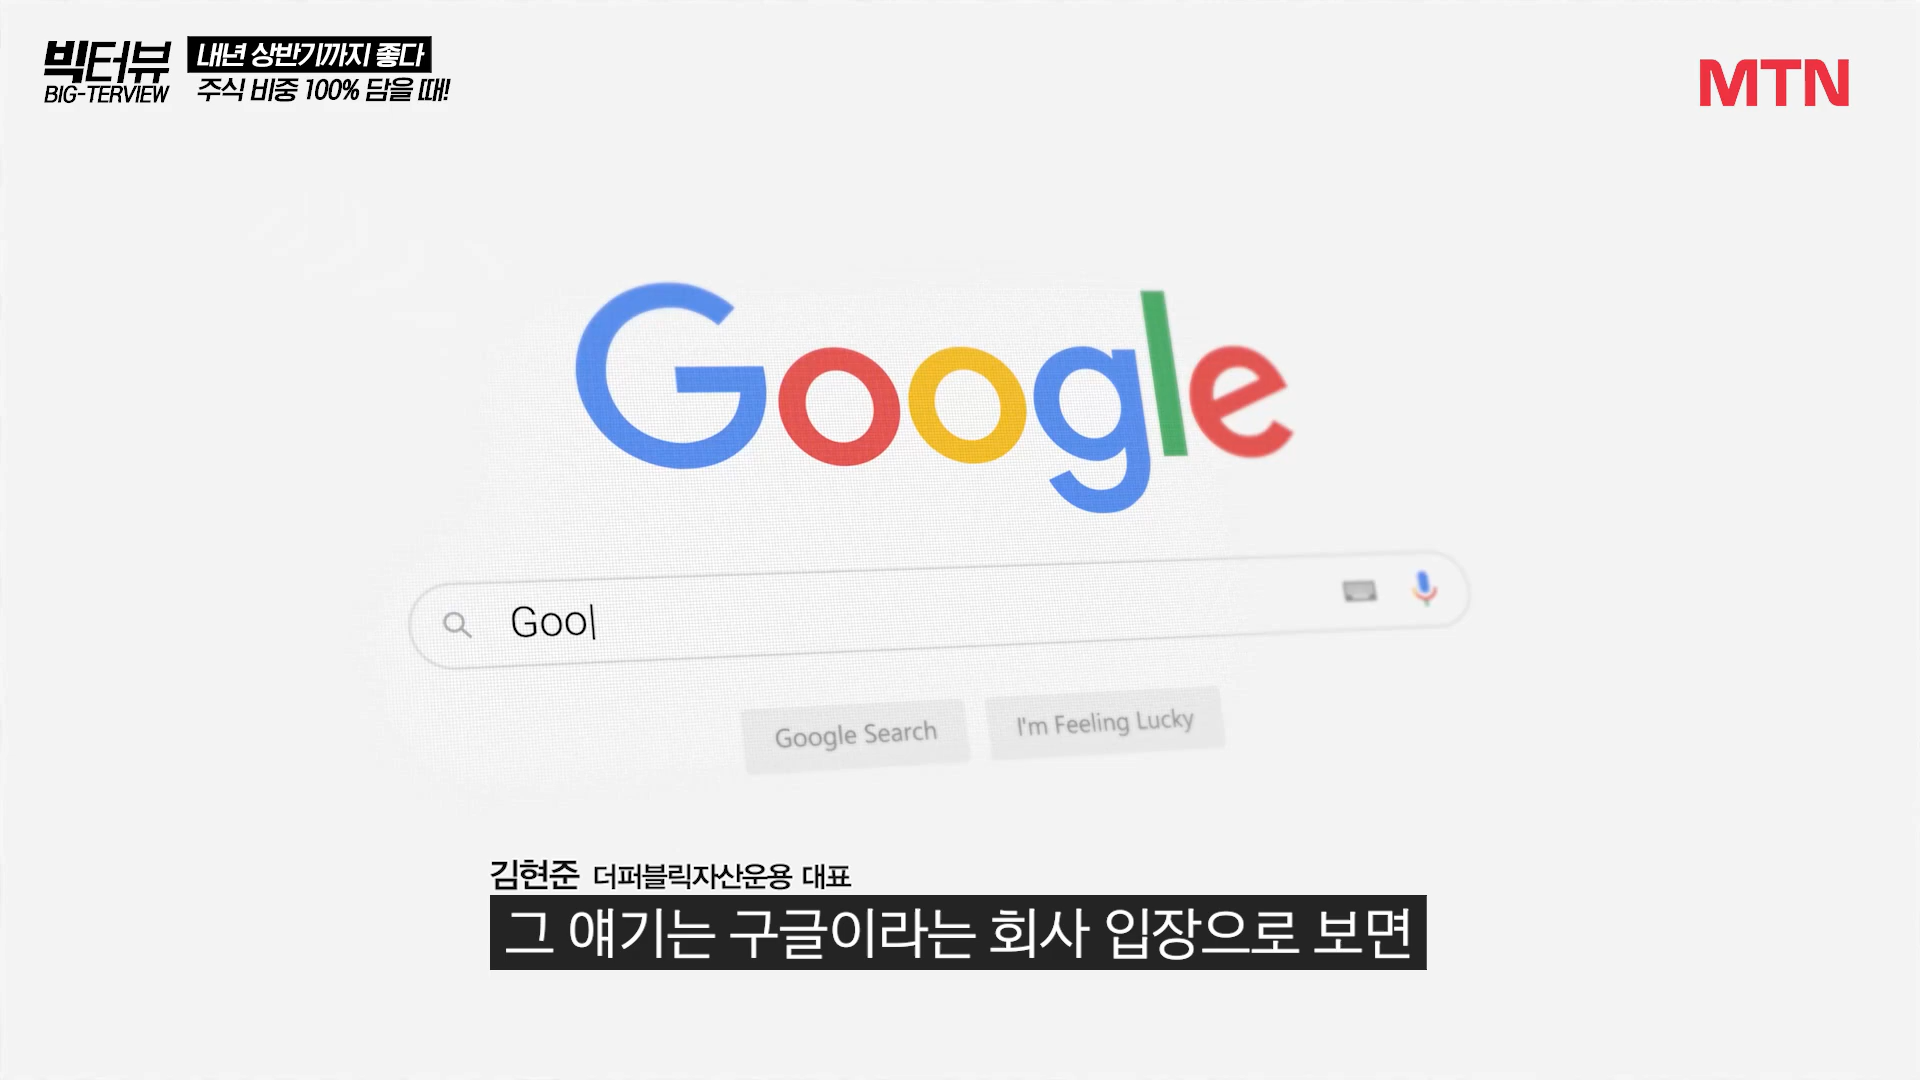 빅터뷰
BIG-TERVIEW
내년 상반기까지 좋다
주식 비중 100% 담을 때!
MTN
Google
Goo
Google Search
I'm Feeling Lucky
김현준 더퍼블릭자산운용 대표
그 얘기는 구글이라는 회사 입장으로 보면